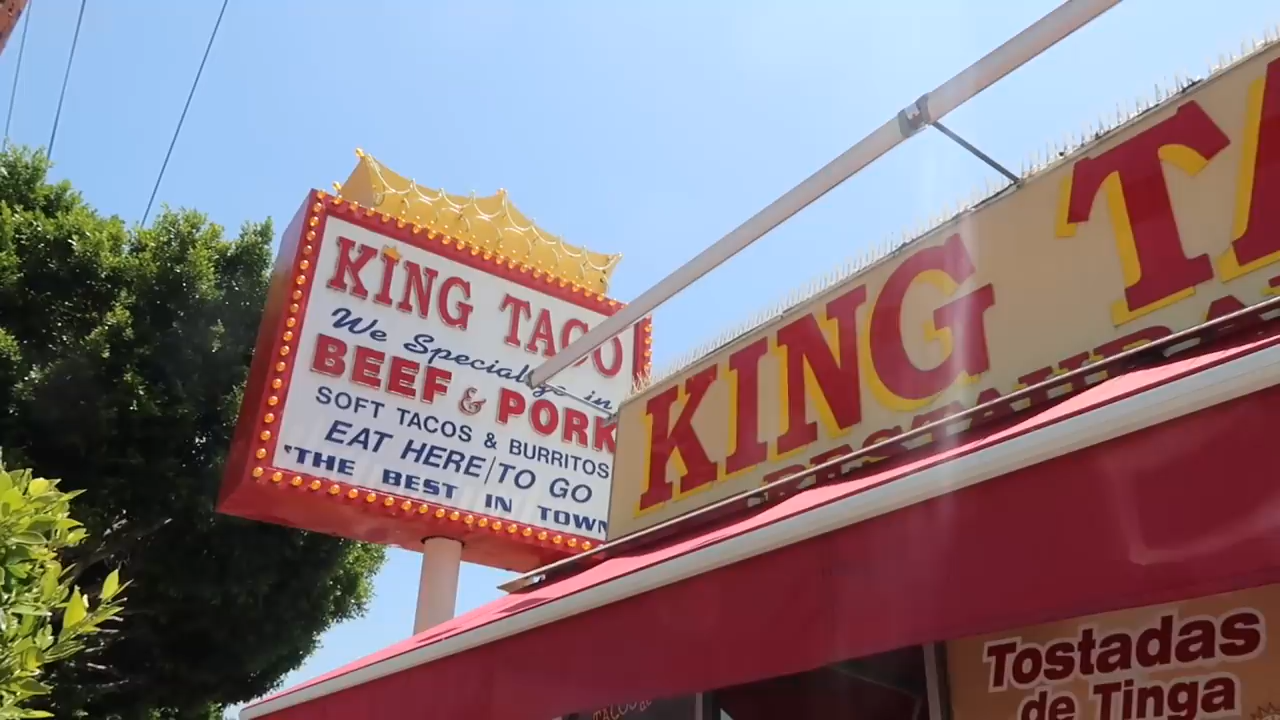 KING TACO
We Specialize in
BEEF & PORK
SOFT TACOS & BURRITOS
EAT HERE/TO GO
"THE BEST IN TOWN
KING TA
Tostadas
de Tinga